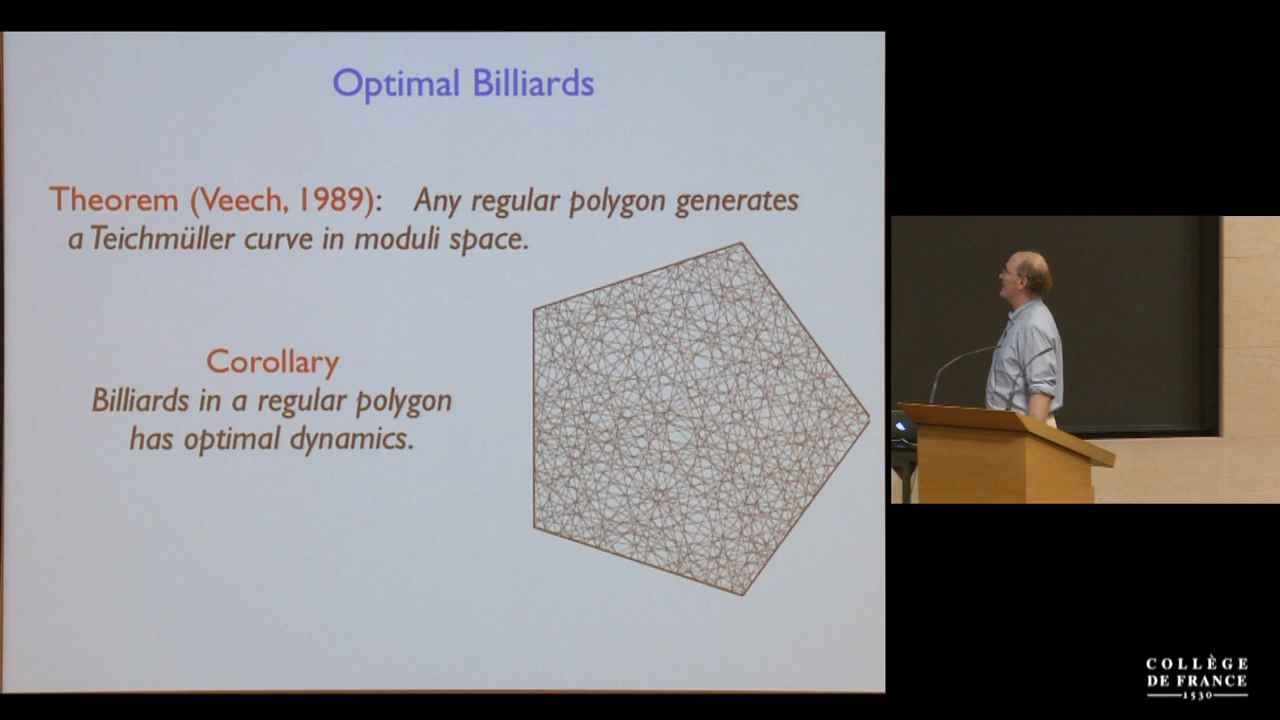 Optimal Billiards
Theorem (Veech, 1989): Any regular polygon generates
a Teichmüller curve in moduli space.
Corollary
Billiards in a regular polygon
has optimal dynamics.
COLLÈGE
DE FRANCE
1530